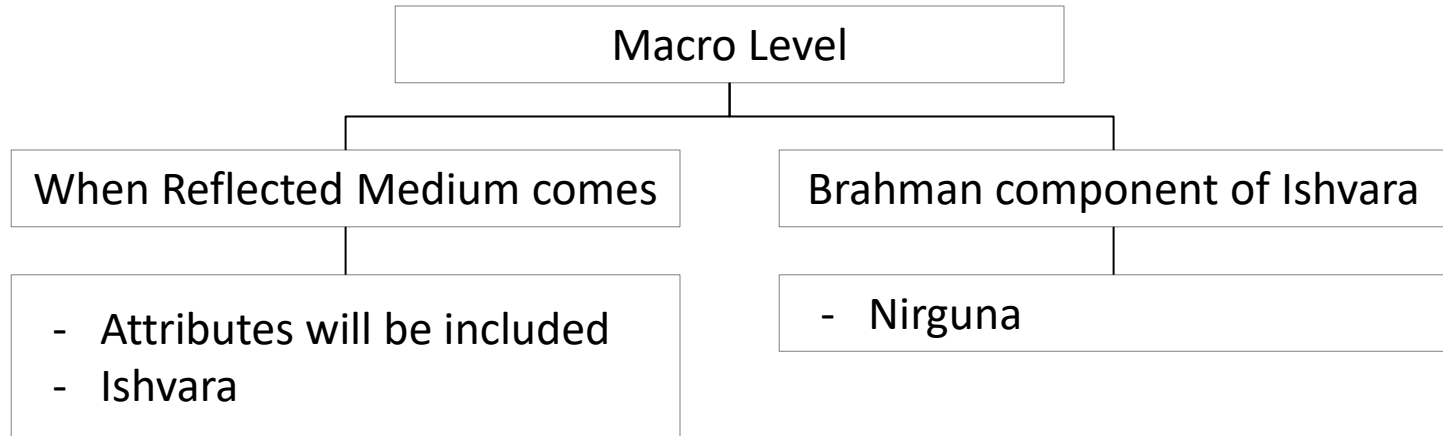 Macro Level
When Reflected Medium comes
Brahman component of Ishvara
- Attributes will be included
- Ishvara
- Nirguna